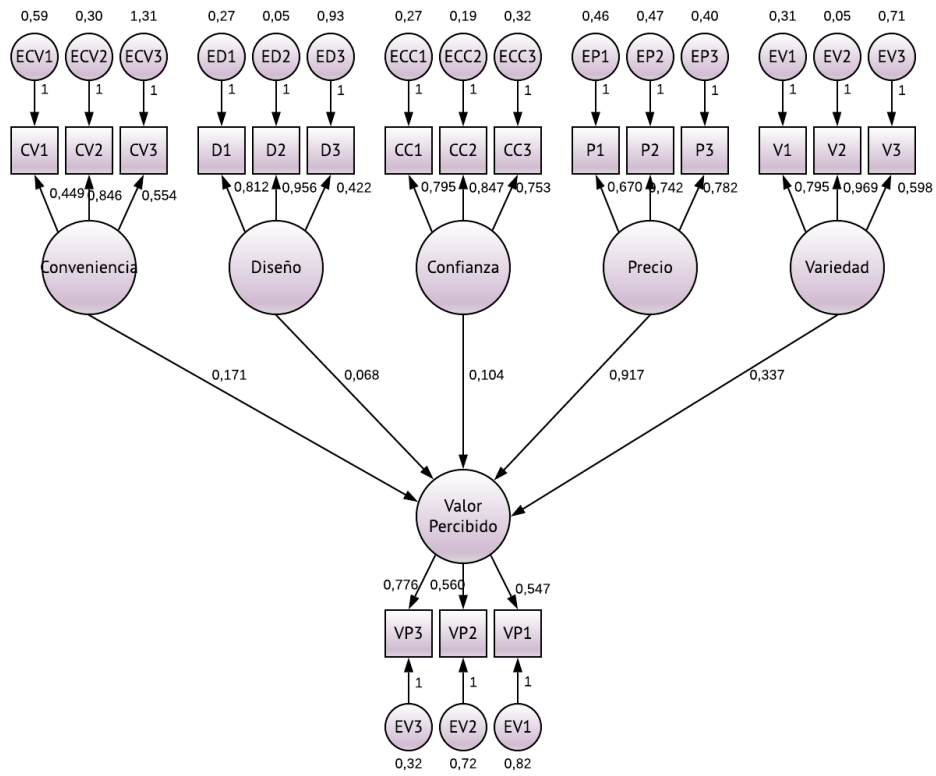 0,59 0,30 1,31 0,27 0,05 0,93 0,27 0,19 0,32 0,46 0,47 0,40 0,31 0,05 0,71
ECV1 ECV2 ECV3 ED1 ED2 ED3 ECC1 ECC2 ECC3 EP1 EP2 EP3 EV1 EV2 EV3
1 1 1 1 1 1 1 1 1 1 1 1 1 1 1
CV1 CV2 CV3 D1 D2 D3 CC1 CC2 CC3 P1 P2 P3 V1 V2 V3
0,449 0,846 0,554 0,812 0,956 0,422 0,795 0,847 0,753 0,670 0,742 0,782 0,795 0,969 0,598
Conveniencia Diseño Confianza Precio Variedad
0,171 0,068 0,104 0,917 0,337
Valor
Percibido
0,776 0,560 0,547
VP3 VP2 VP1
1 1 1
EV3 EV2 EV1
0,32 0,72 0,82